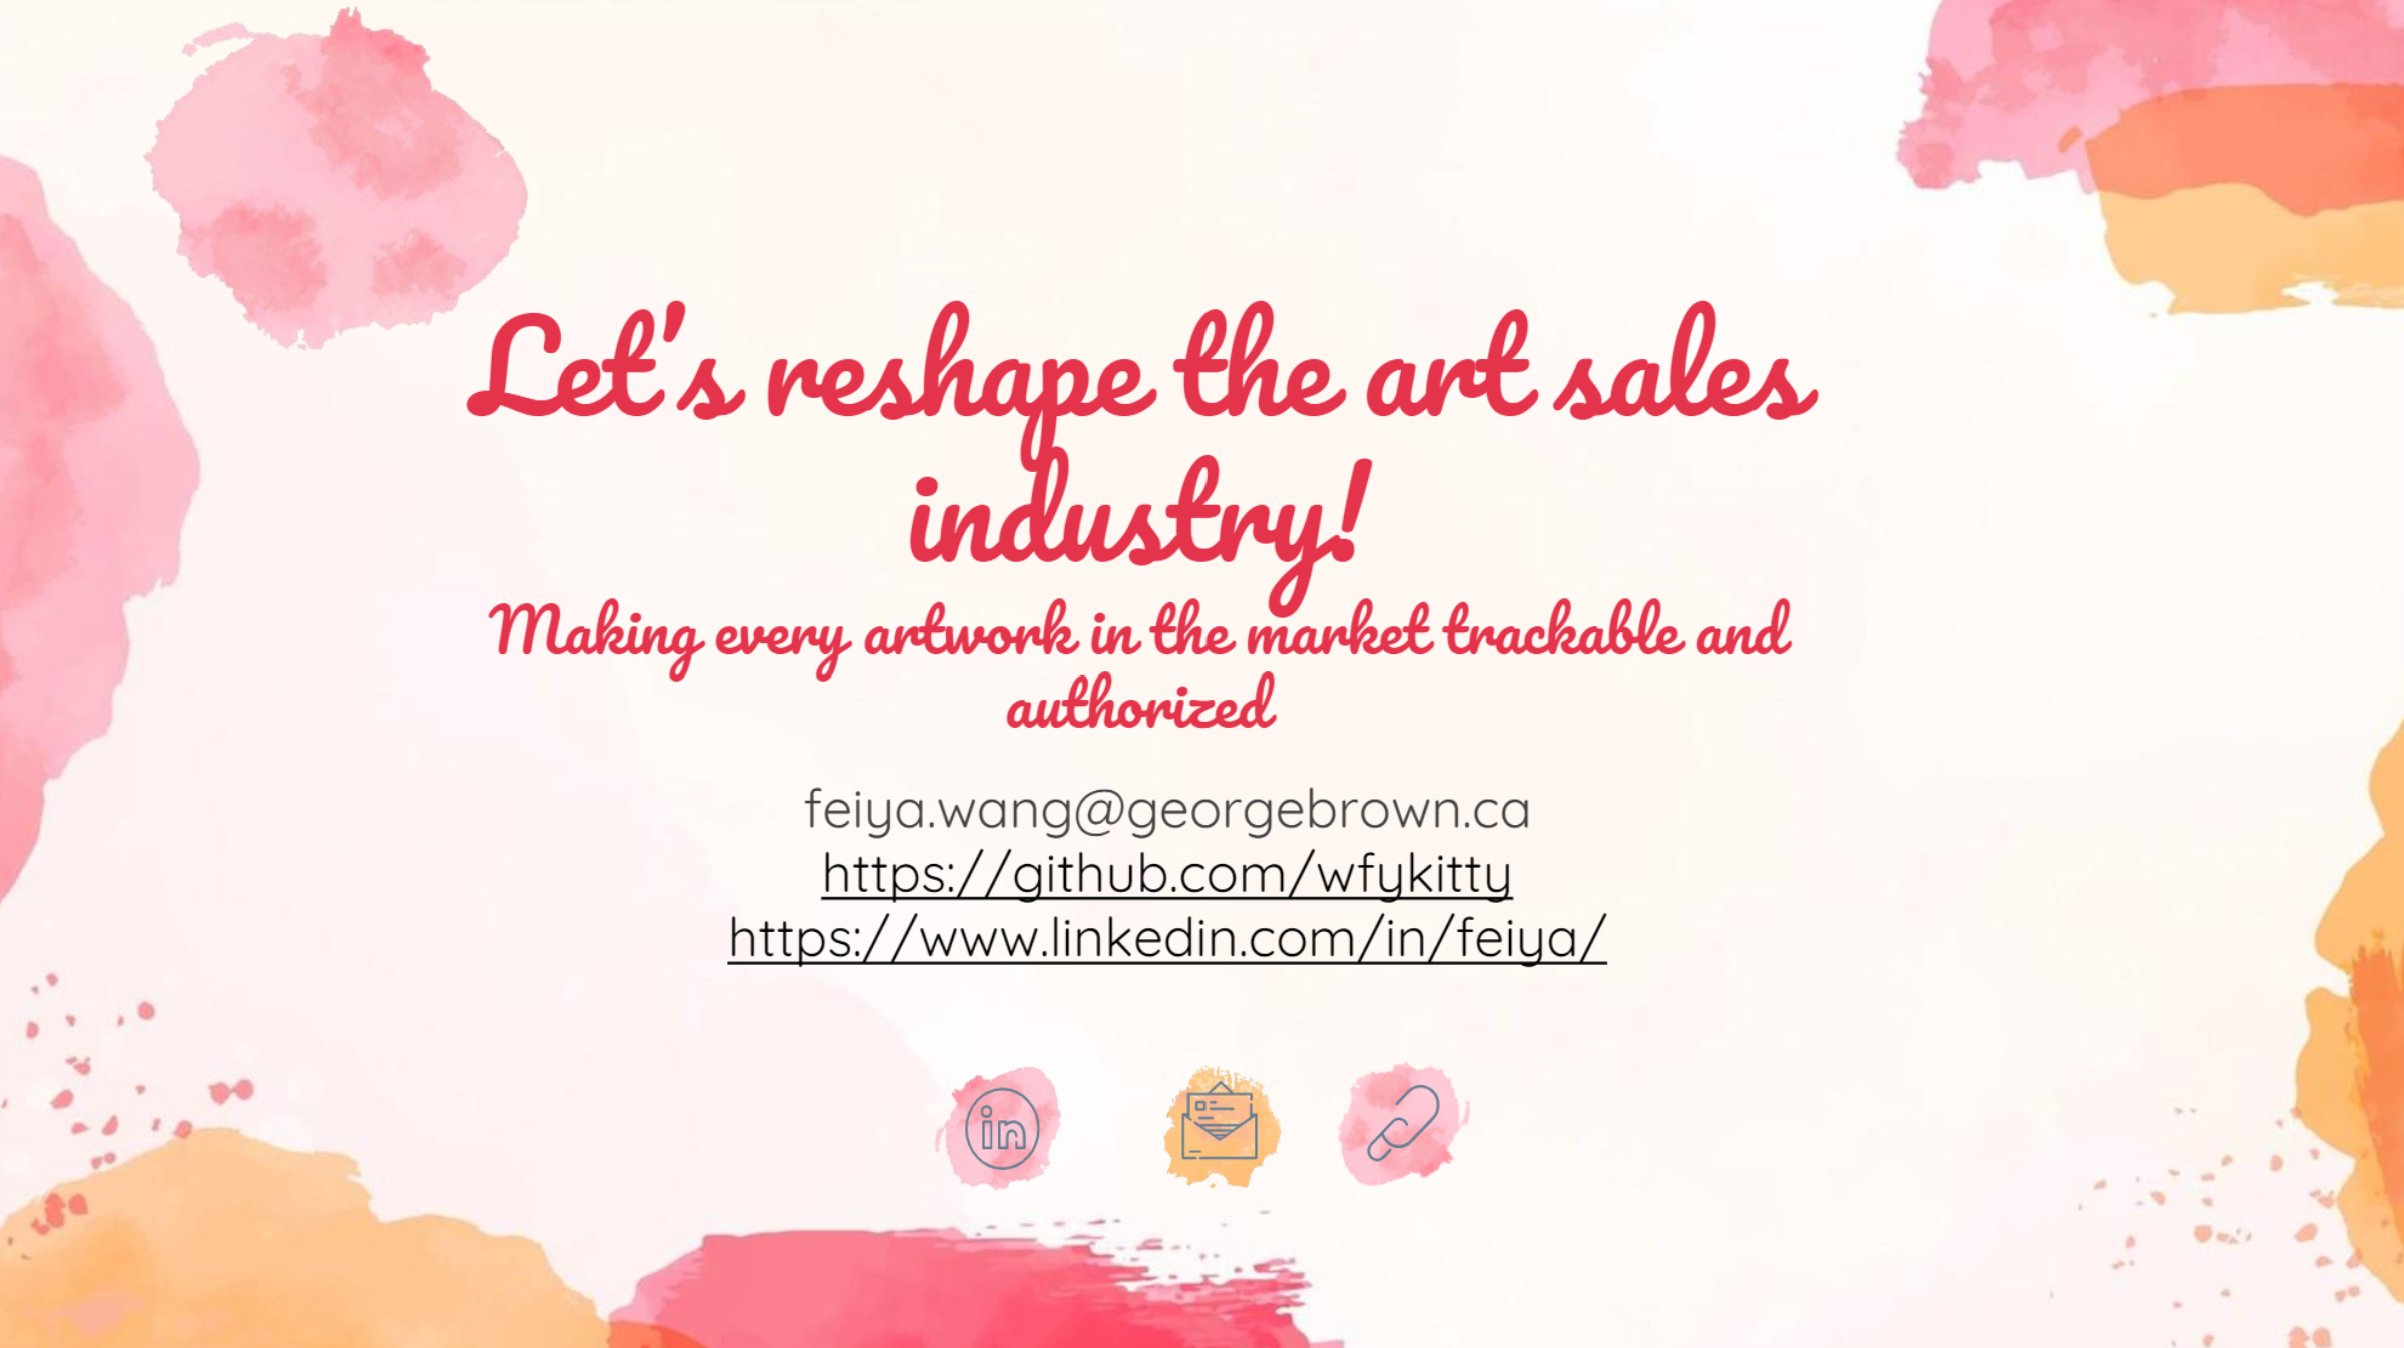 Let's reshape the art sales
industry!
Making every artwork in the market trackable and
authorized
feiya.wang@georgebrown.ca
https://github.com/wfykitty
https://www.linkedin.com/in/feiya/
in